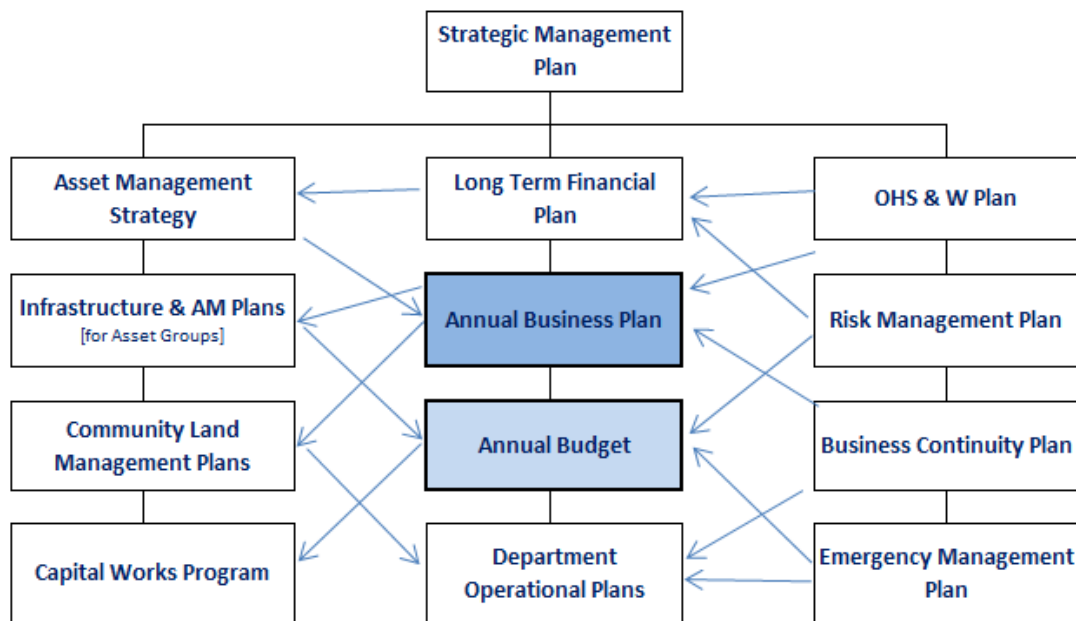 Strategic Management
Plan
Asset Management
Strategy
Long Term Financial
Plan
OHS & W Plan
Infrastructure & AM Plans
[for Asset Groups]
Annual Business Plan
Risk Management Plan
Community Land
Management Plans
Annual Budget
Business Continuity Plan
Capital Works Program
Department
Operational Plans
Emergency Management
Plan